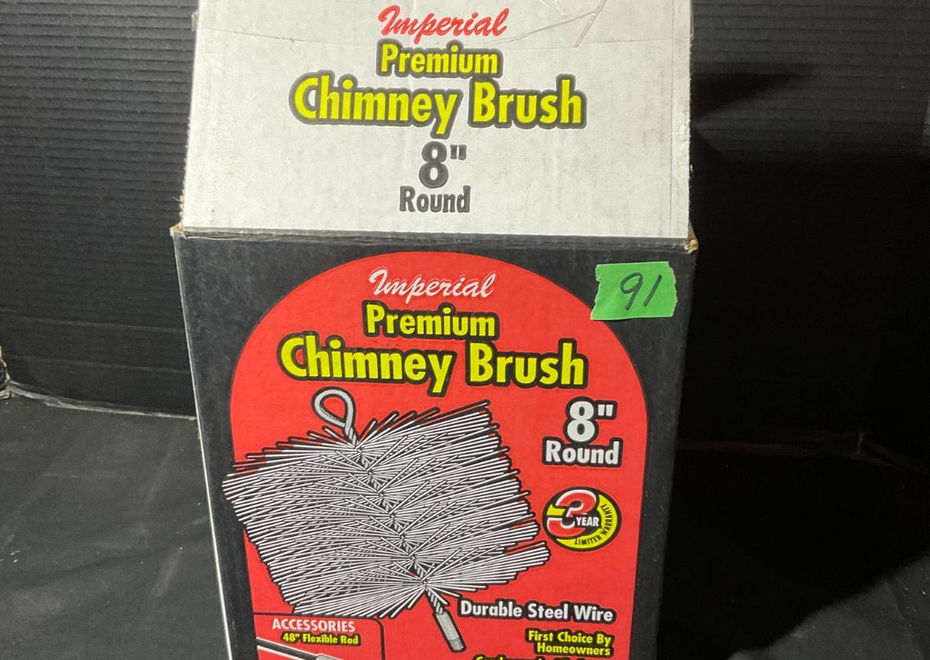 Imperial
Premium
Chimney Brush
8"
Round
Imperial
Premium
Chimney Brush
91
8"
Round
3
YEAR
LIMITED WARRANTY
Durable Steel Wire
First Choice By
Homeowners
ACCESSORIES
48" Flexible Rod